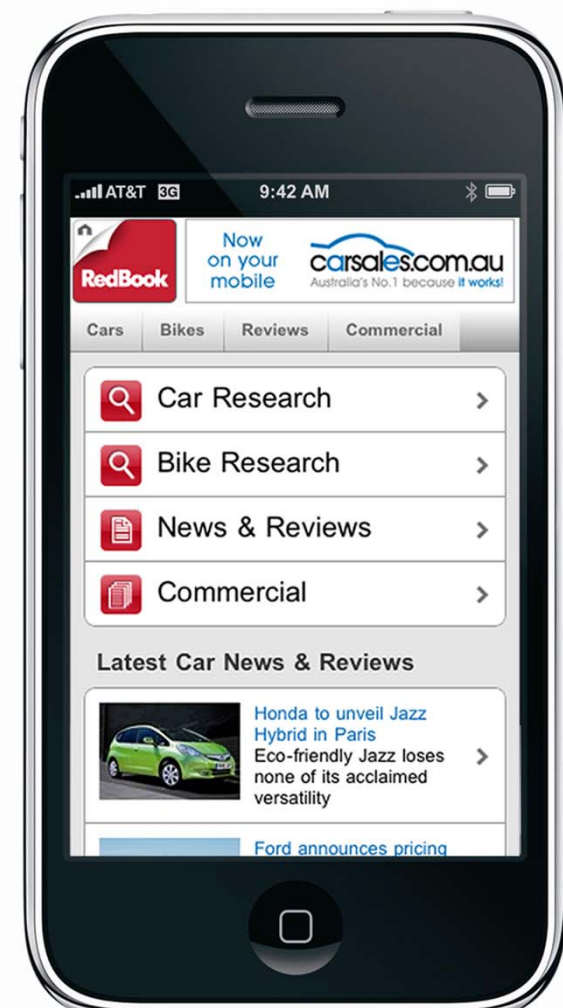 AT&T 3G 9:42 AM
RedBook
Now
on your
mobile
carsales.com.au
Australia's No.1 because it works!
Cars Bikes Reviews Commercial
Car Research
Bike Research
News & Reviews
Commercial
Latest Car News & Reviews
Honda to unveil Jazz
Hybrid in Paris
Eco-friendly Jazz loses
none of its acclaimed
versatility
Ford announces pricing